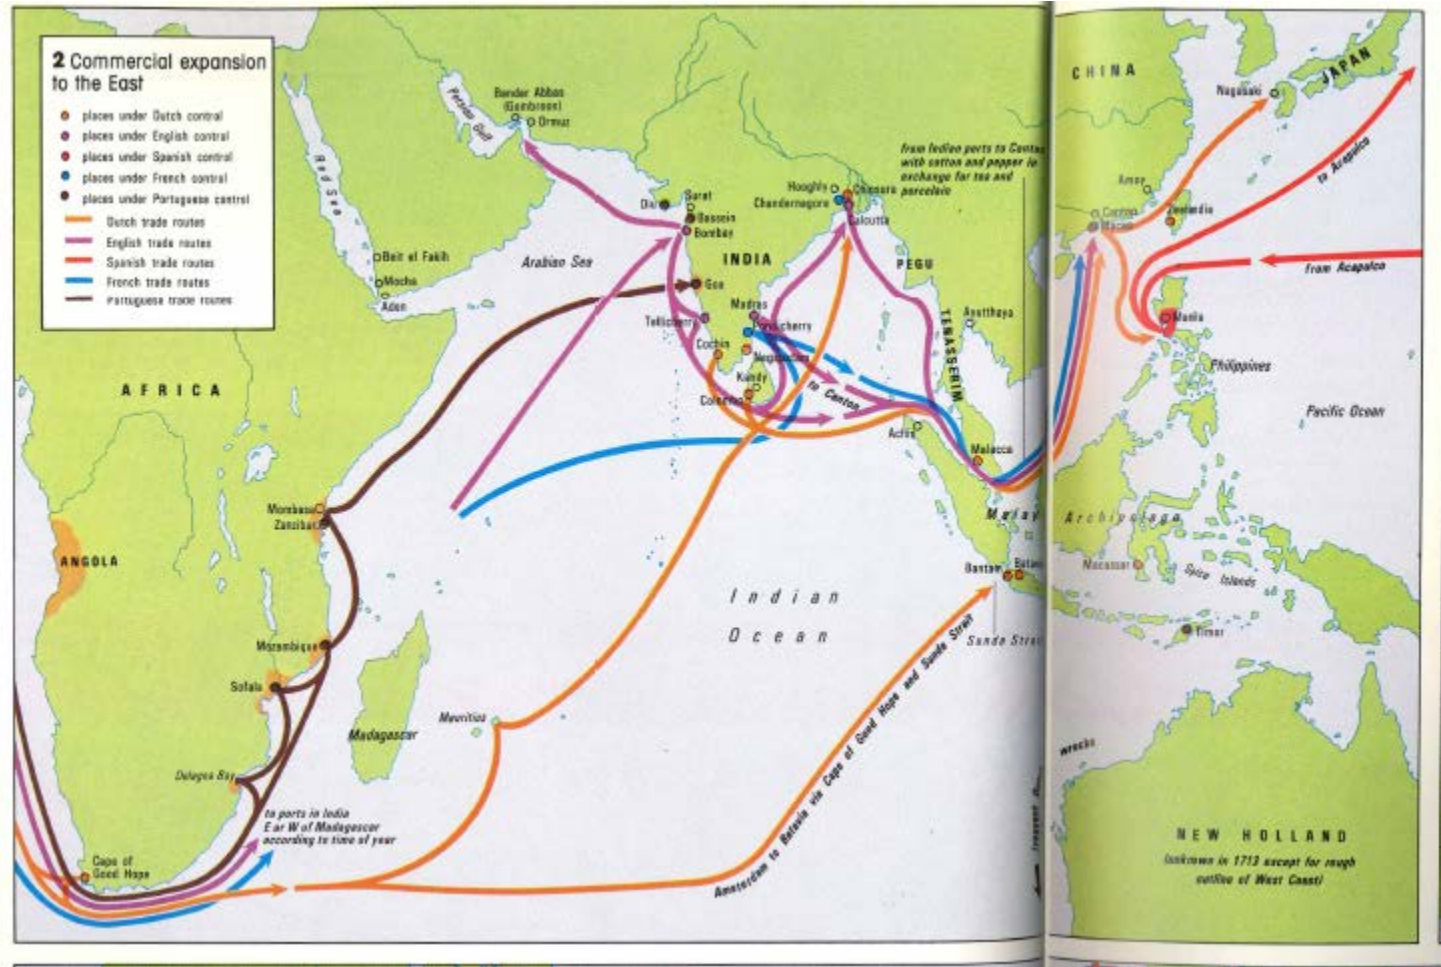 2 Commercial expansion
to the East
places under Dutch control
places under English control
places under Spanish control
places under French control
places under Portuguese control
Dutch trade routes
English trade routes
Spanish trade routes
French trade routes
Portuguese trade routes
Persian Gulf
Bender Abbas
(Gombroon)
Ormuz
Red Sea
Beit el Fakih
Mocha
Aden
Arabian Sea
AFRICA
ANGOLA
Mombasa
Zanzibar
Mozambique
Sofala
Delagoa Bay
Cape of
Good Hope
Madagascar
Mauritius
to ports in India
E or W of Madagascar
according to time of year
Diu
Surat
Bassein
Bombay
INDIA
Goa
Tellicherry
Cochin
Madras
Pondicherry
Kandy
Colombo
Hooghly
Chinsura
Chandernagore
Calcutta
from Indian ports to
with cotton and pepper in
exchange for tea and
porcelain
PEGU
TENASSERIM
Ayutthaya
to Canton
Achin
Malacca
Malay
Archipelago
Indian
Ocean
Bantam
Sunda
Amsterdam to Batavia via Cape of Good Hope and Sunda Strait
CHINA
JAPAN
Nagasaki
Amoy
Canton
Macao
Zeelandia
to Acapulco
from Acapulco
Manila
Philippines
Pacific Ocean
Macassar
Spice Islands
Timor
wrecks
NEW HOLLAND
(unknown in 1713 except for rough
outline of West Coast)